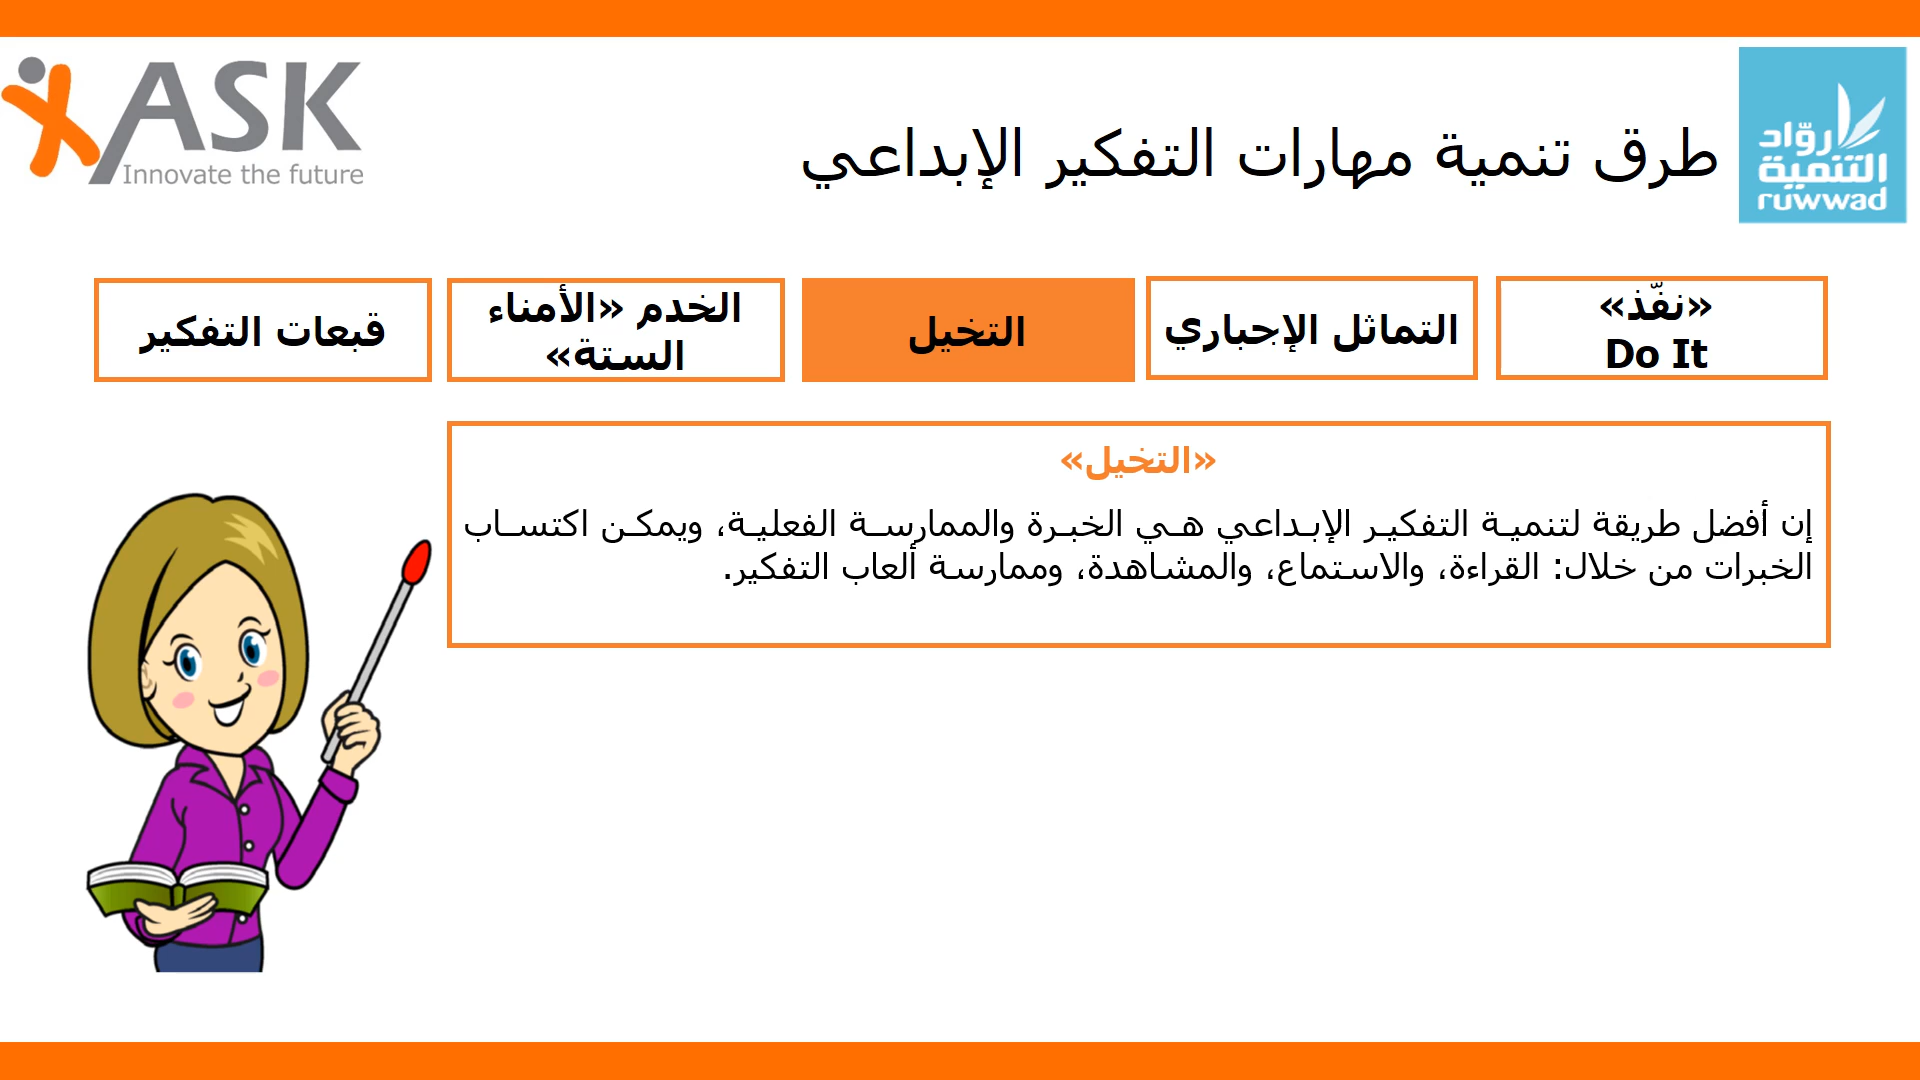 ASK
Innovate the future
روّاد
التنمية
ruwwad
طرق تنمية مهارات التفكير الإبداعي
«نفّذ»
Do It
التماثل الإجباري
التخيل
الخدم «الأمناء
الستة»
قبعات التفكير
«التخيل»
إن أفضل طريقة لتنمية التفكير الإبداعي هي الخبرة والممارسة الفعلية، ويمكن اكتساب
الخبرات من خلال: القراءة، والاستماع، والمشاهدة، وممارسة ألعاب التفكير.